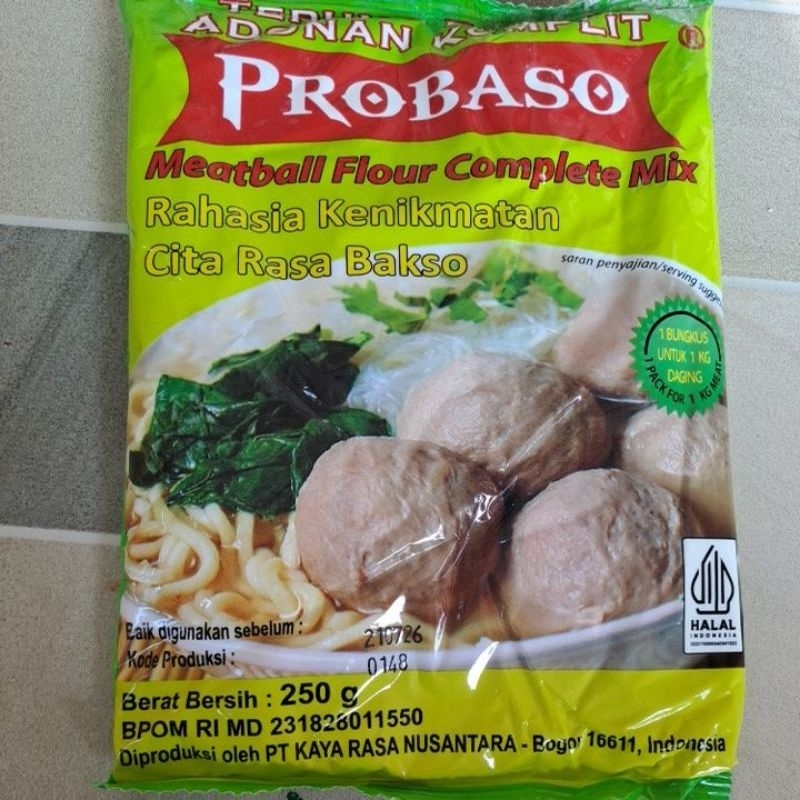 ADONAN KOMPLIT
®
PROBASO
Meatball Flour Complete Mix
Rahasia Kenikmatan
Cita Rasa Bakso
saran penyajian/serving sugge
1 BUNGKUS
UNTUK 1 KG
DAGING
1 PACK FOR 1 KG MEAT
HALAL
INDONESIA
Baik digunakan sebelum : 210726
Kode Produksi : 0148
Berat Bersih : 250 g
BPOM RI MD 231828011550
Diproduksi oleh PT KAYA RASA NUSANTARA - Bogor 16611, Indonesia